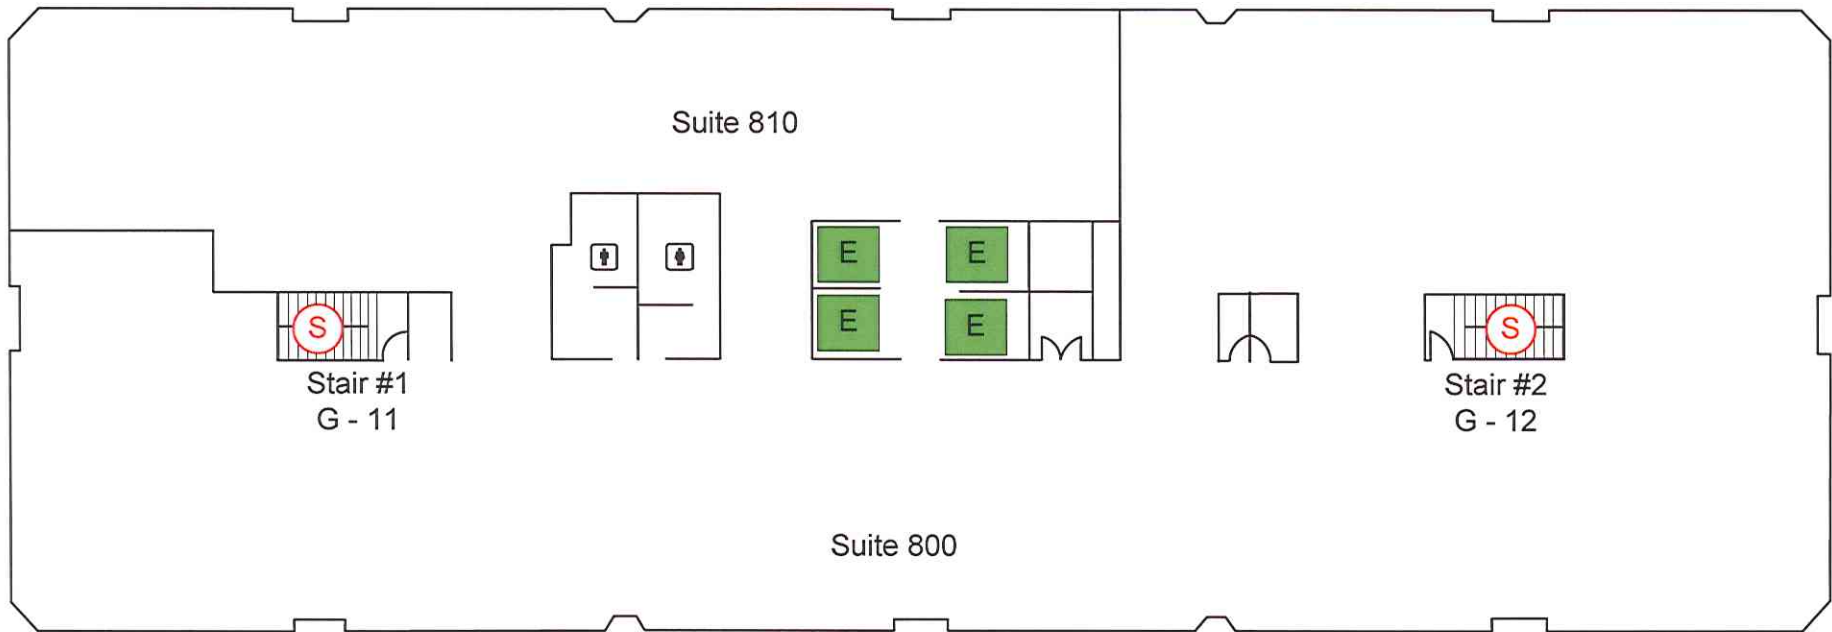 Suite 810
E
E
E
E
S
S
Stair #1
G - 11
Stair #2
G - 12
Suite 800